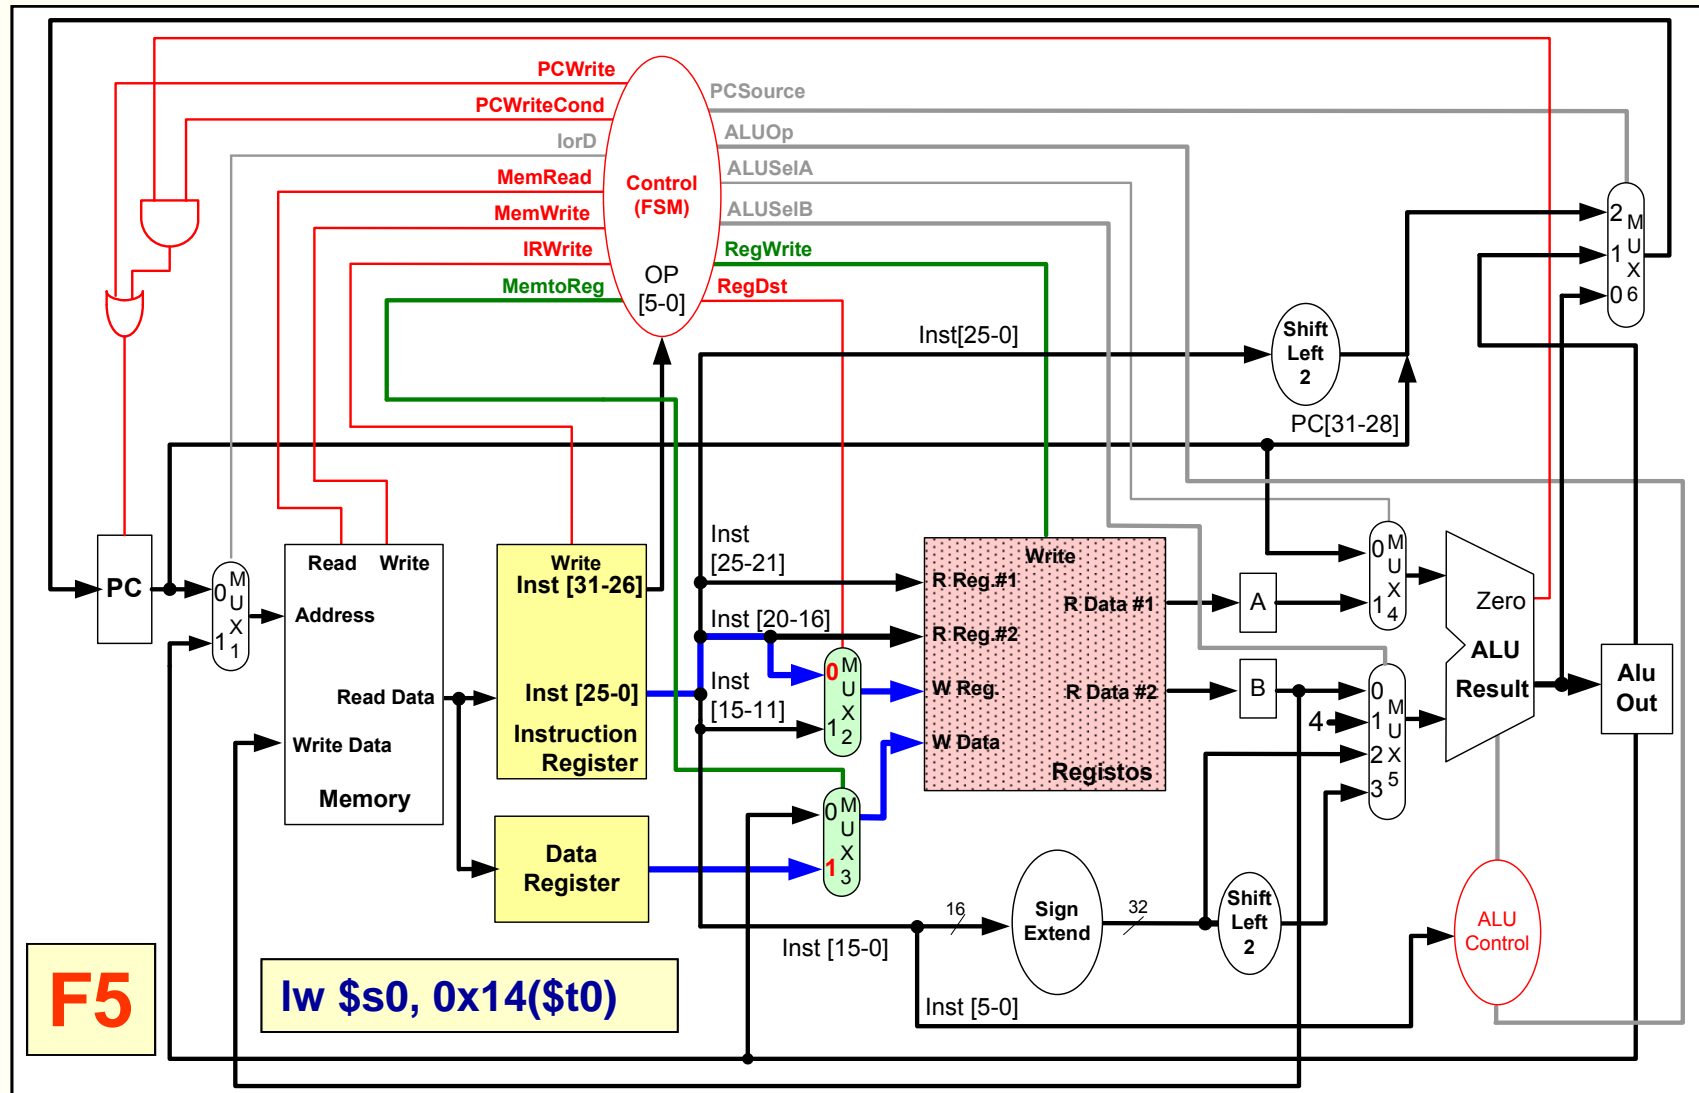 PCWrite
PCWriteCond
IorD
MemRead
MemWrite
IRWrite
MemtoReg
Control
(FSM)
OP
[5-0]
PCSource
ALUOp
ALUSelA
ALUSelB
RegWrite
RegDst
2
1
0
M
U
X
6
Inst[25-0]
Shift
Left
2
PC[31-28]
PC
0
1
M
U
X
1
Read Write
Address
Read Data
Write Data
Memory
Write
Inst [31-26]
Inst [25-0]
Instruction
Register
Data
Register
Inst
[25-21]
Inst [20-16]
Inst
[15-11]
0
1
M
U
X
2
0
1
M
U
X
3
Write
R Reg.#1
R Data #1
R Reg.#2
W Reg.
R Data #2
W Data
Registos
A
B
0
1
M
U
X
4
4
0
1
2
3
M
U
X
5
Zero
ALU
Result
Alu
Out
16
Sign
Extend
32
Shift
Left
2
ALU
Control
Inst [15-0]
Inst [5-0]
F5
lw $s0, 0x14($t0)